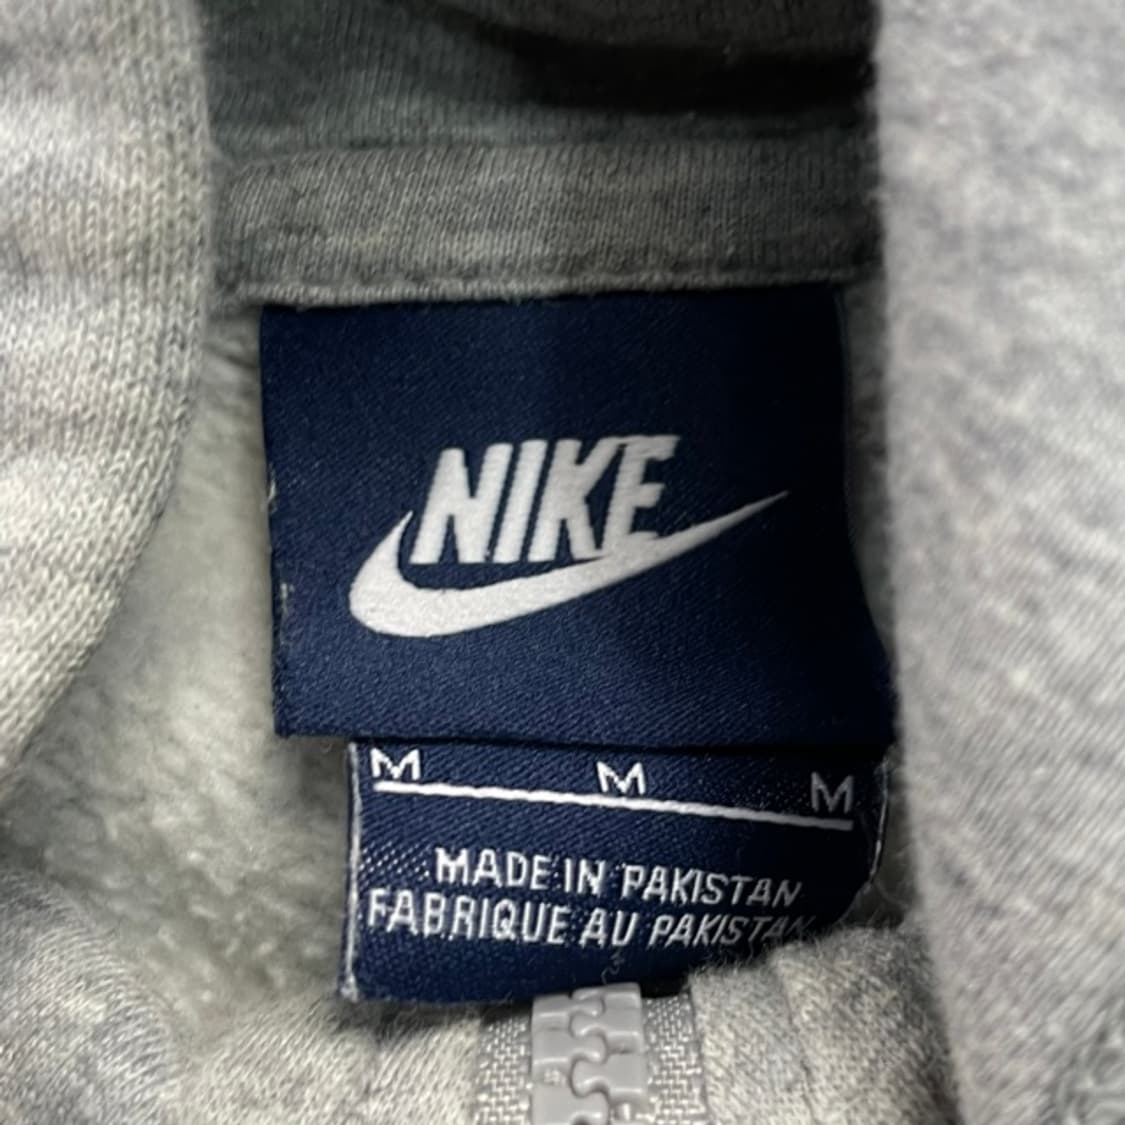 NIKE
M M M
MADE IN PAKISTAN
FABRIQUE AU PAKISTAN